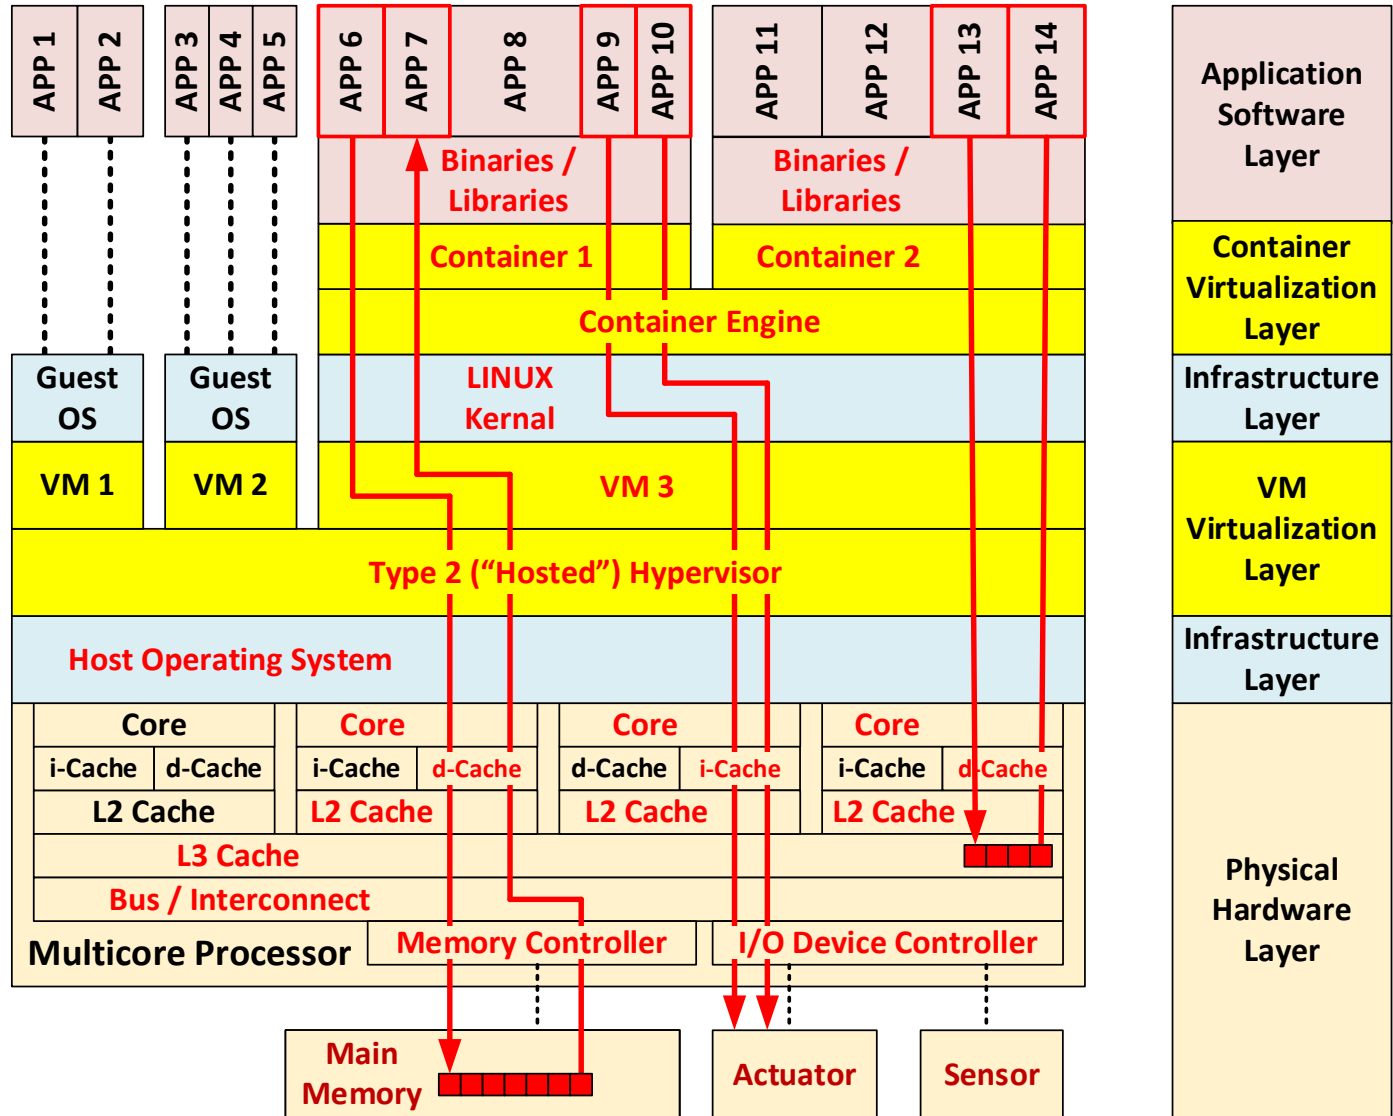 APP 1
APP 2
APP 3
APP 4
APP 5
APP 6
APP 7
APP 8
APP 9
APP 10
APP 11
APP 12
APP 13
APP 14
Application
Software
Layer
Binaries /
Libraries
Binaries /
Libraries
Container 1
Container 2
Container
Virtualization
Layer
Container Engine
Guest
OS
Guest
OS
LINUX
Kernal
Infrastructure
Layer
VM 1
VM 2
VM 3
VM
Virtualization
Layer
Type 2 (“Hosted”) Hypervisor
Host Operating System
Infrastructure
Layer
Core
Core
Core
Core
i-Cache
d-Cache
i-Cache
d-Cache
d-Cache
i-Cache
i-Cache
d-Cache
L2 Cache
L2 Cache
L2 Cache
L2 Cache
L3 Cache
Bus / Interconnect
Multicore Processor
Memory Controller
I/O Device Controller
Physical
Hardware
Layer
Main
Memory
Actuator
Sensor